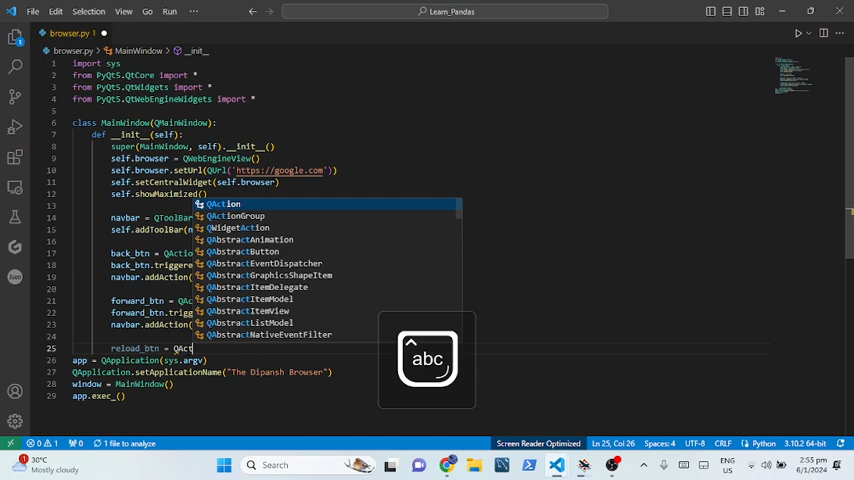 File Edit Selection View Go Run ... Learn_Pandas
browser.py 1
browser.py > MainWindow > __init__
1 import sys
2 from PyQt5.QtCore import *
3 from PyQt5.QtWidgets import *
4 from PyQt5.QtWebEngineWidgets import *
5
6 class MainWindow(QMainWindow):
7 def __init__(self):
8 super(MainWindow, self).__init__()
9 self.browser = QWebEngineView()
10 self.browser.setUrl(QUrl('https://google.com'))
11 self.setCentralWidget(self.browser)
12 self.showMaximized()
13 QAction
14 navbar = QToolBar QActionGroup
15 self.addToolBar(n QWidgetAction
16 QAbstractAnimation
17 back_btn = QActio QAbstractButton
18 back_btn.triggere QAbstractEventDispatcher
19 navbar.addAction( QAbstractGraphicsShapeItem
20 QAbstractItemDelegate
21 forward_btn = QAc QAbstractItemModel
22 forward_btn.trigg QAbstractItemView
23 navbar.addAction( QAbstractListModel
24 QAbstractNativeEventFilter
25 reload_btn = QAct
26 app = QApplication(sys.argv)
27 QApplication.setApplicationName("The Dipansh Browser")
28 window = MainWindow()
29 app.exec_()
abc
1
Json
0 1 0 1 file to analyze Screen Reader Optimized Ln 25, Col 26 Spaces: 4 UTF-8 CRLF Python 3.10.2 64-bit
30°C
Mostly cloudy
Search
ENG
US
2:55 pm
6/1/2024